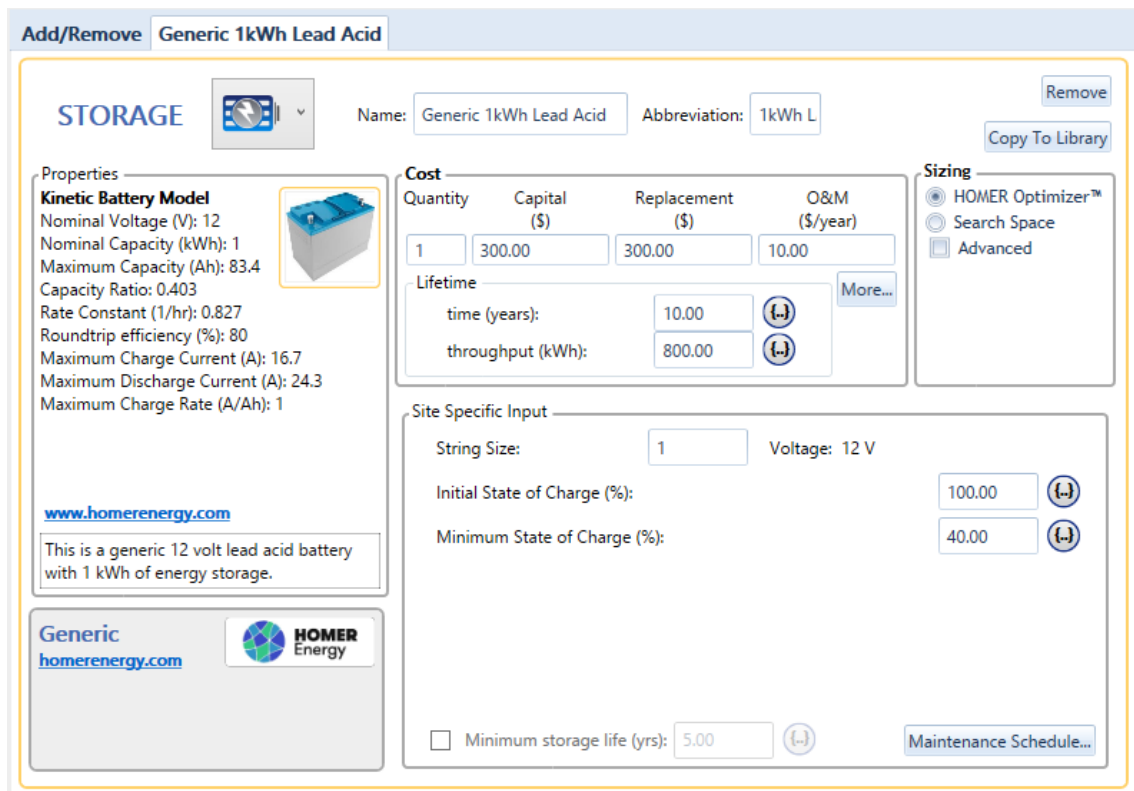 Add/Remove Generic 1kWh Lead Acid
STORAGE
Name: Generic 1kWh Lead Acid Abbreviation: 1kWh L
Remove
Copy To Library
Properties
Kinetic Battery Model
Nominal Voltage (V): 12
Nominal Capacity (kWh): 1
Maximum Capacity (Ah): 83.4
Capacity Ratio: 0.403
Rate Constant (1/hr): 0.827
Roundtrip efficiency (%): 80
Maximum Charge Current (A): 16.7
Maximum Discharge Current (A): 24.3
Maximum Charge Rate (A/Ah): 1
www.homerenergy.com
This is a generic 12 volt lead acid battery
with 1 kWh of energy storage.
Generic
homerenergy.com
HOMER
Energy
Cost
Quantity Capital Replacement O&M
($) ($) ($/year)
1 300.00 300.00 10.00
Lifetime
More...
time (years): 10.00 {..}
throughput (kWh): 800.00 {..}
Sizing
HOMER Optimizer™
Search Space
Advanced
Site Specific Input
String Size: 1 Voltage: 12 V
Initial State of Charge (%): 100.00 {..}
Minimum State of Charge (%): 40.00 {..}
Minimum storage life (yrs): 5.00 {..}
Maintenance Schedule...